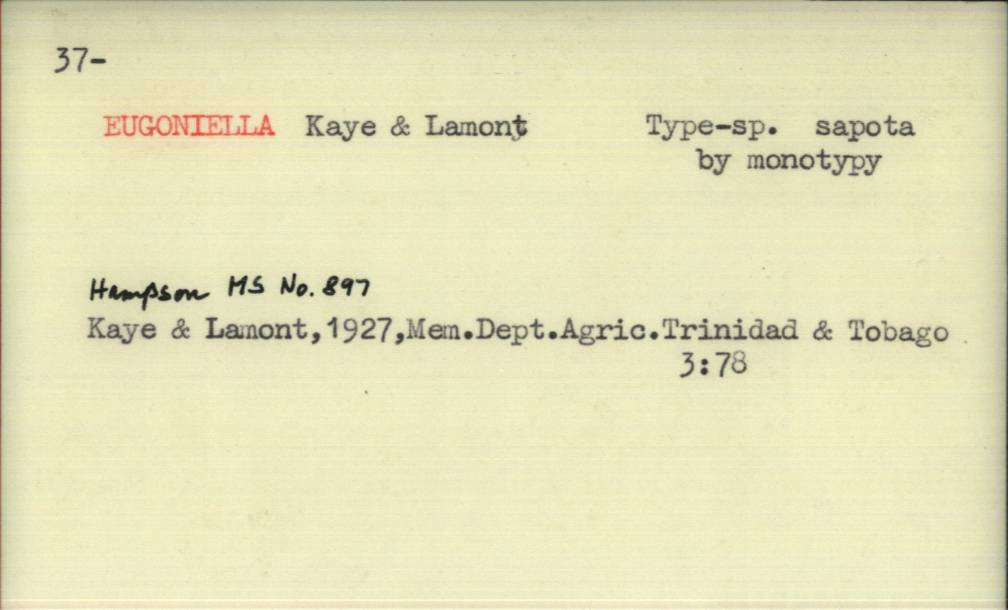 37-
EUGONIELLA Kaye & Lamont Type-sp. sapota
by monotypy
Hampson MS No. 897
Kaye & Lamont,1927,Mem.Dept.Agric.Trinidad & Tobago
3:78